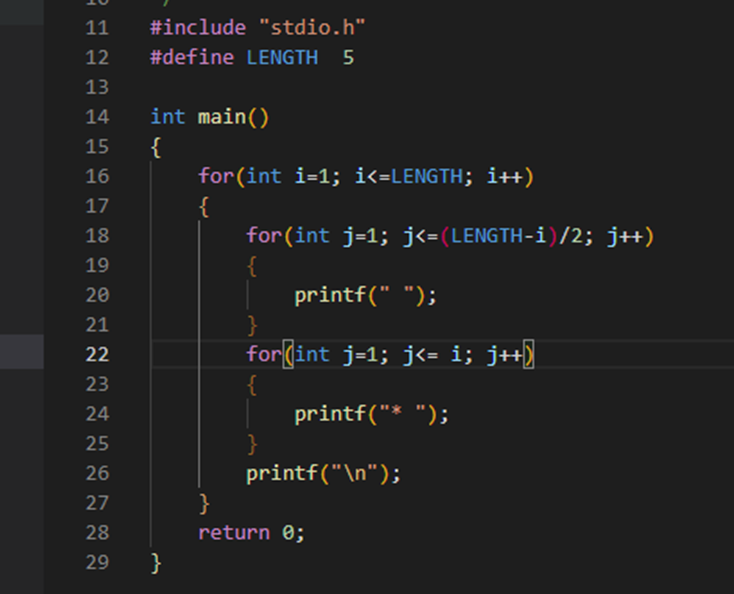 11 #include "stdio.h"
12 #define LENGTH  5
13
14 int main()
15 {
16     for(int i=1; i<=LENGTH; i++)
17     {
18         for(int j=1; j<=(LENGTH-i)/2; j++)
19         {
20             printf(" ");
21         }
22         for(int j=1; j<= i; j++)
23         {
24             printf("* ");
25         }
26         printf("\n");
27     }
28     return 0;
29 }